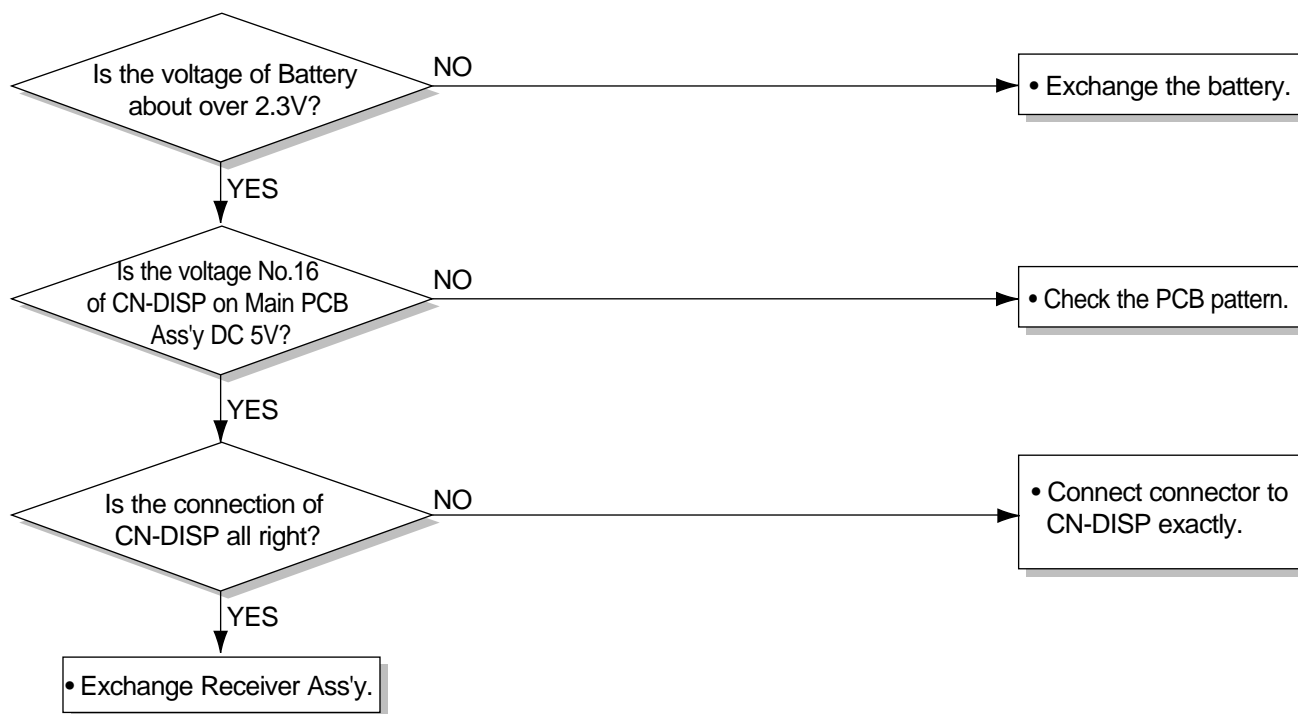 Is the voltage of Battery
about over 2.3V?
NO
• Exchange the battery.
YES
Is the voltage No.16
of CN-DISP on Main PCB
Ass'y DC 5V?
NO
• Check the PCB pattern.
YES
Is the connection of
CN-DISP all right?
NO
• Connect connector to
CN-DISP exactly.
YES
• Exchange Receiver Ass'y.